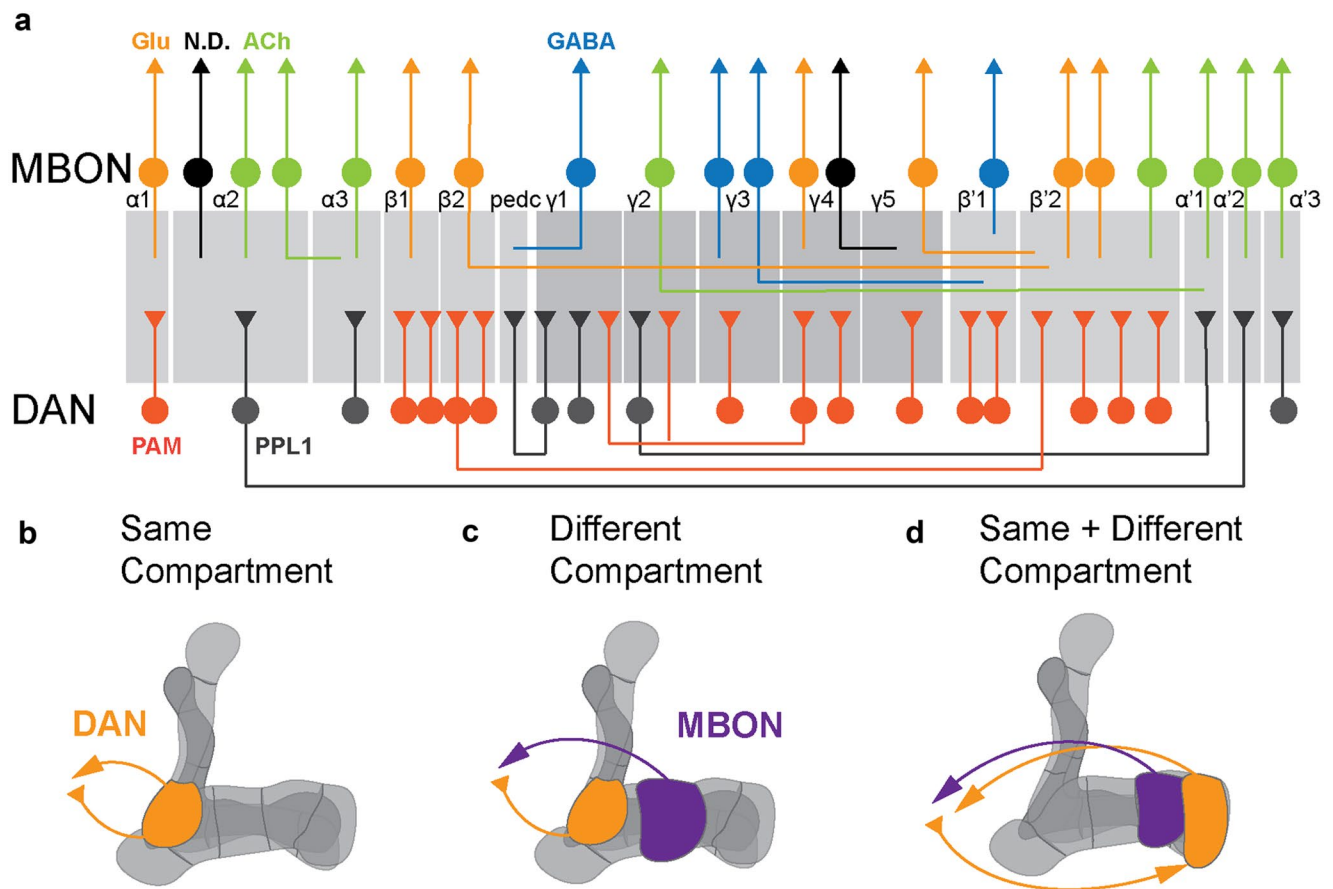 a
Glu N.D. ACh GABA
MBON
α1 α2 α3 β1 β2 pedc γ1 γ2 γ3 γ4 γ5 β'1 β'2 α'1 α'2 α'3
DAN
PAM PPL1
b Same
Compartment
c Different
Compartment
d Same + Different
Compartment
DAN
MBON